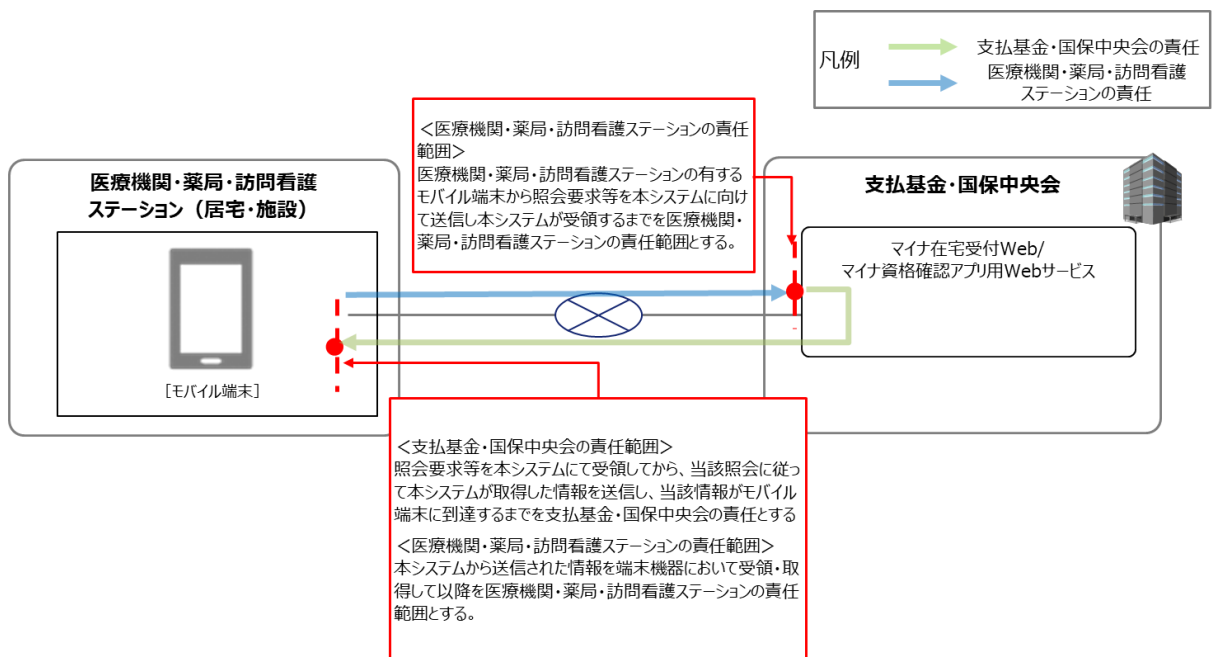 凡例
支払基金・国保中央会の責任
医療機関・薬局・訪問看護
ステーションの責任
＜医療機関・薬局・訪問看護ステーションの責任
範囲＞
医療機関・薬局・訪問看護ステーションの有する
モバイル端末から照会要求等を本システムに向け
て送信し本システムが受領するまでを医療機関・
薬局・訪問看護ステーションの責任範囲とする。
医療機関・薬局・訪問看護
ステーション（居宅・施設）
[モバイル端末]
支払基金・国保中央会
マイナ在宅受付Web/
マイナ資格確認アプリ用Webサービス
＜支払基金・国保中央会の責任範囲＞
照会要求等を本システムにて受領してから、当該照会に従っ
て本システムが取得した情報を送信し、当該情報がモバイル
端末に到達するまでを支払基金・国保中央会の責任とする
＜医療機関・薬局・訪問看護ステーションの責任範囲＞
本システムから送信された情報を端末機器において受領・取
得して以降を医療機関・薬局・訪問看護ステーションの責任
範囲とする。